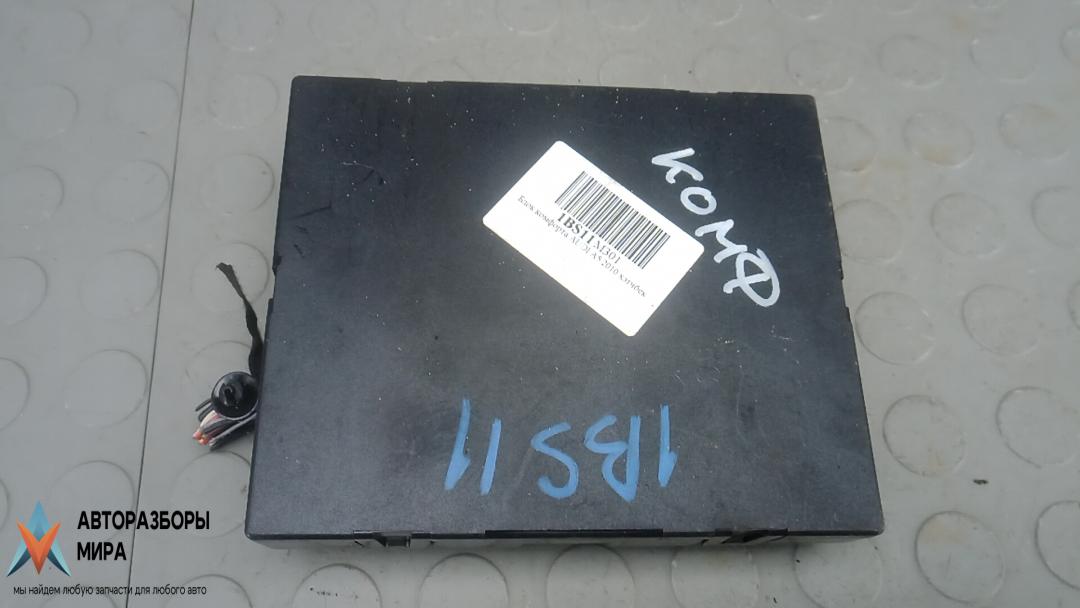 КОМФ
1BS11M301
Блок комфорта AUDI A5 2010 хэтчбек
1BS11
АВТОРАЗБОРЫ
МИРА
мы найдем любую запчасти для любого авто